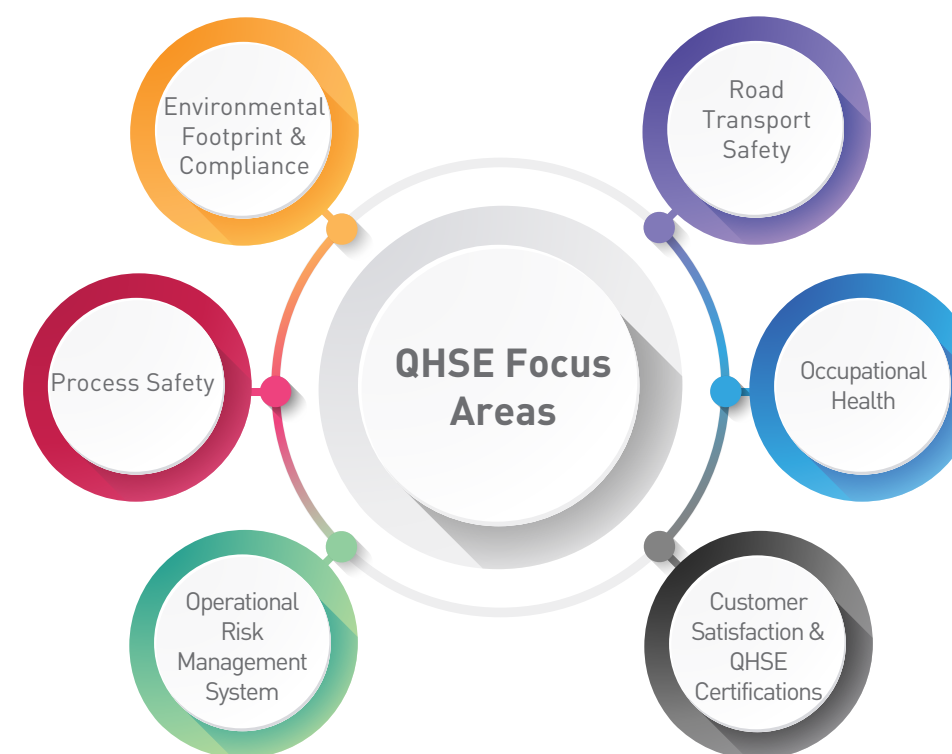 Environmental
Footprint &
Compliance
Road
Transport
Safety
Process Safety
QHSE Focus
Areas
Occupational
Health
Operational
Risk
Management
System
Customer
Satisfaction &
QHSE
Certifications